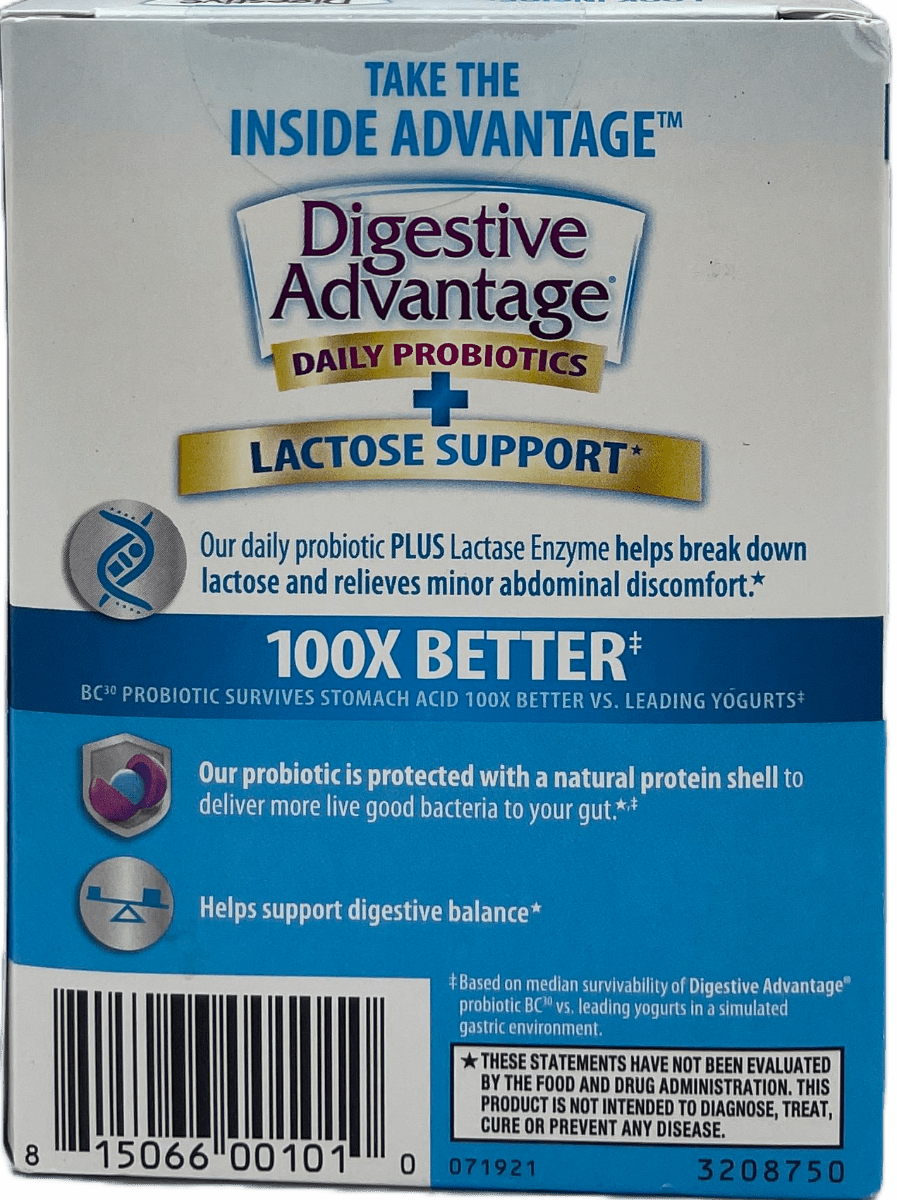 TAKE THE
INSIDE ADVANTAGE™
Digestive
Advantage®
DAILY PROBIOTICS
+
LACTOSE SUPPORT★
Our daily probiotic PLUS Lactase Enzyme helps break down
lactose and relieves minor abdominal discomfort.★
100X BETTER‡
BC³⁰ PROBIOTIC SURVIVES STOMACH ACID 100X BETTER VS. LEADING YOGURTS‡
Our probiotic is protected with a natural protein shell to
deliver more live good bacteria to your gut.★,‡
Helps support digestive balance★
‡Based on median survivability of Digestive Advantage®
probiotic BC³⁰ vs. leading yogurts in a simulated
gastric environment.
★ THESE STATEMENTS HAVE NOT BEEN EVALUATED
BY THE FOOD AND DRUG ADMINISTRATION. THIS
PRODUCT IS NOT INTENDED TO DIAGNOSE, TREAT,
CURE OR PREVENT ANY DISEASE.
8 15066 00101 0
071921 3208750